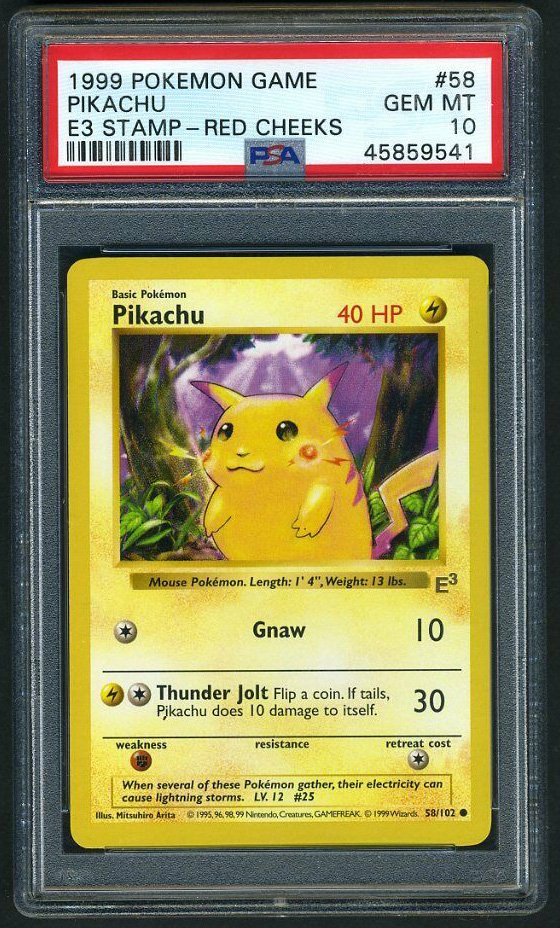 1999 POKEMON GAME #58
PIKACHU GEM MT
E3 STAMP – RED CHEEKS 10
PSA 45859541
Basic Pokémon
Pikachu 40 HP
Mouse Pokémon. Length: 1' 4", Weight: 13 lbs.
E3
Gnaw 10
Thunder Jolt Flip a coin. If tails,
Pikachu does 10 damage to itself. 30
weakness resistance retreat cost
When several of these Pokémon gather, their electricity can
cause lightning storms. LV. 12 #25
Illus. Mitsuhiro Arita ©1995, 96, 98, 99 Nintendo, Creatures, GAMEFREAK. ©1999 Wizards. 58/102